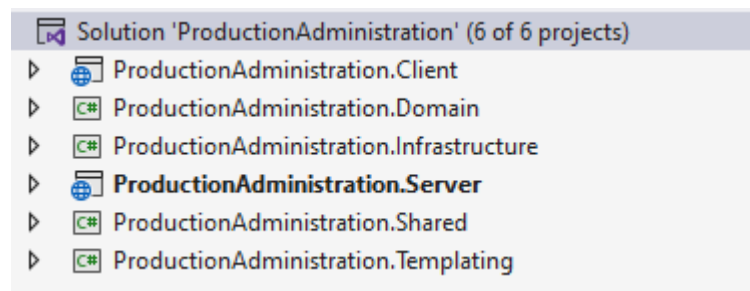 Solution 'ProductionAdministration' (6 of 6 projects)
ProductionAdministration.Client
C# ProductionAdministration.Domain
C# ProductionAdministration.Infrastructure
ProductionAdministration.Server
C# ProductionAdministration.Shared
C# ProductionAdministration.Templating